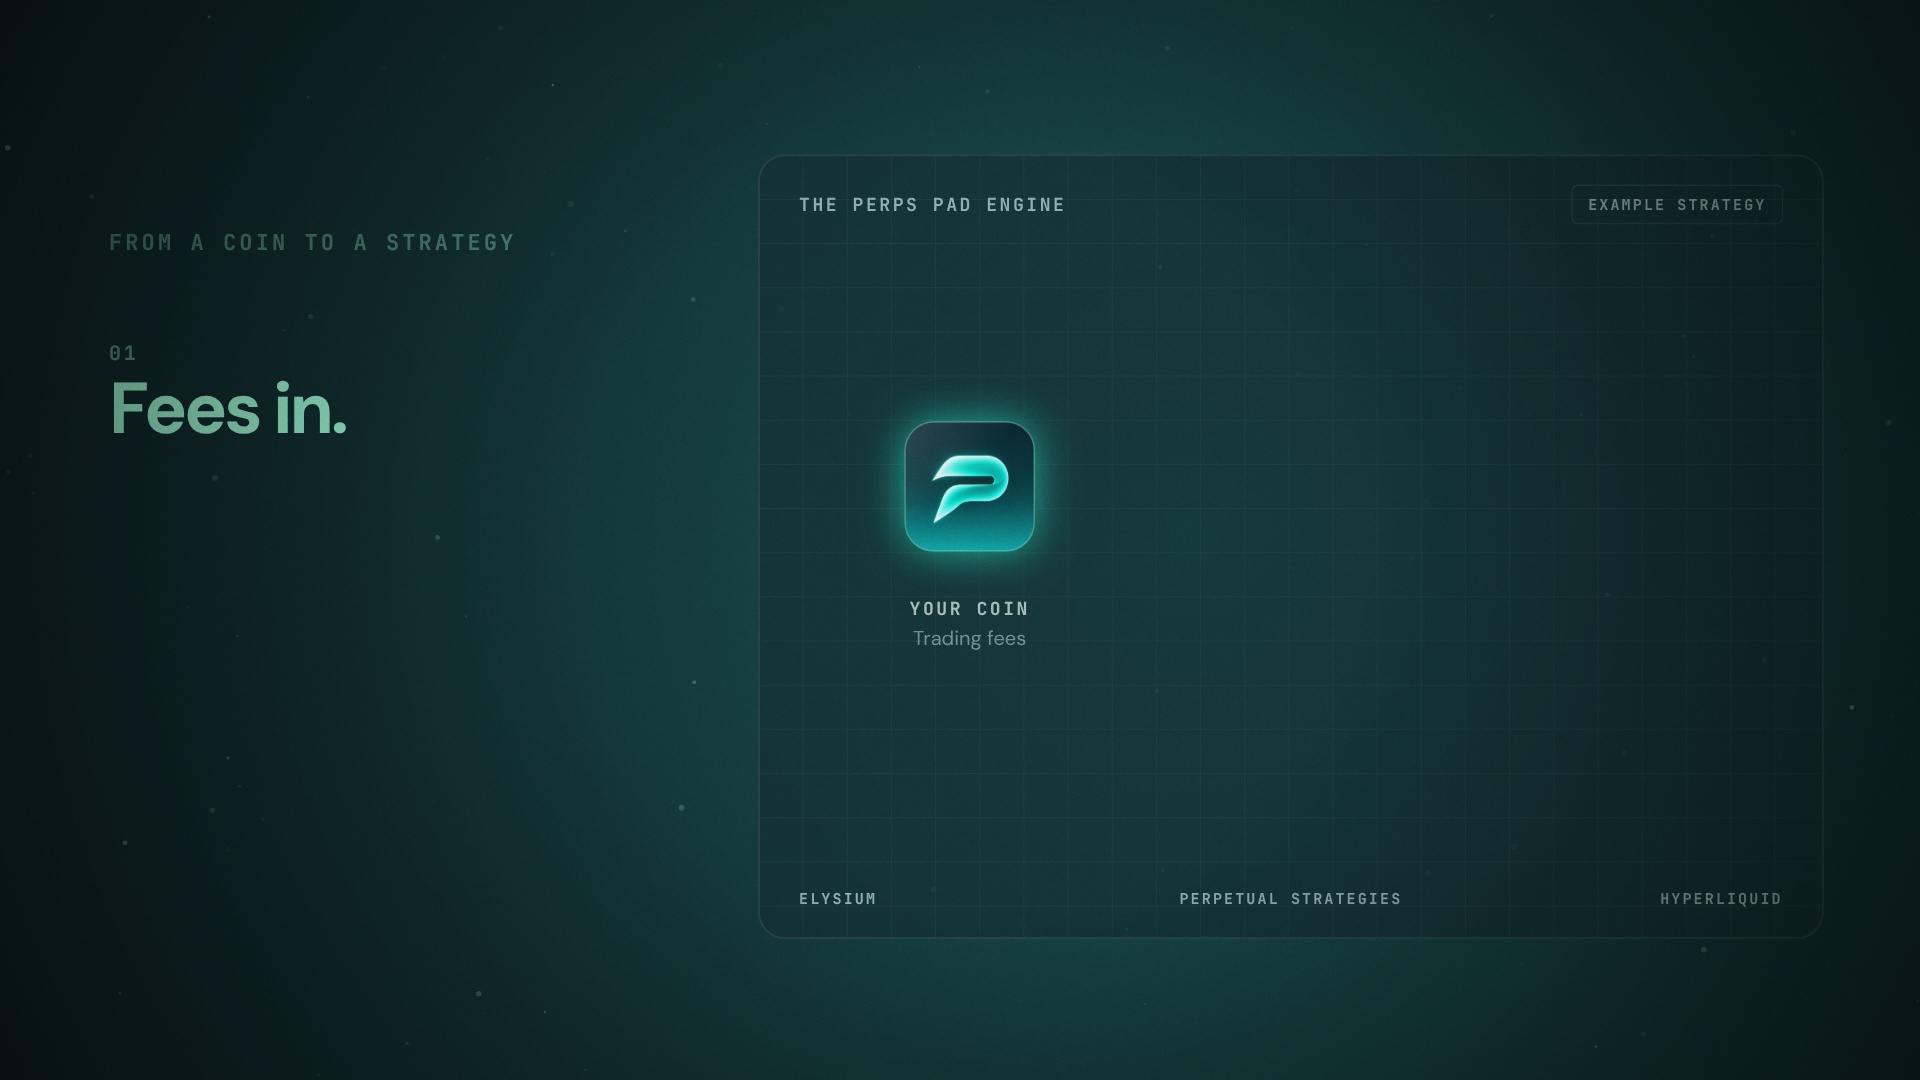 FROM A COIN TO A STRATEGY
01
Fees in.
THE PERPS PAD ENGINE
EXAMPLE STRATEGY
YOUR COIN
Trading fees
ELYSIUM
PERPETUAL STRATEGIES
HYPERLIQUID